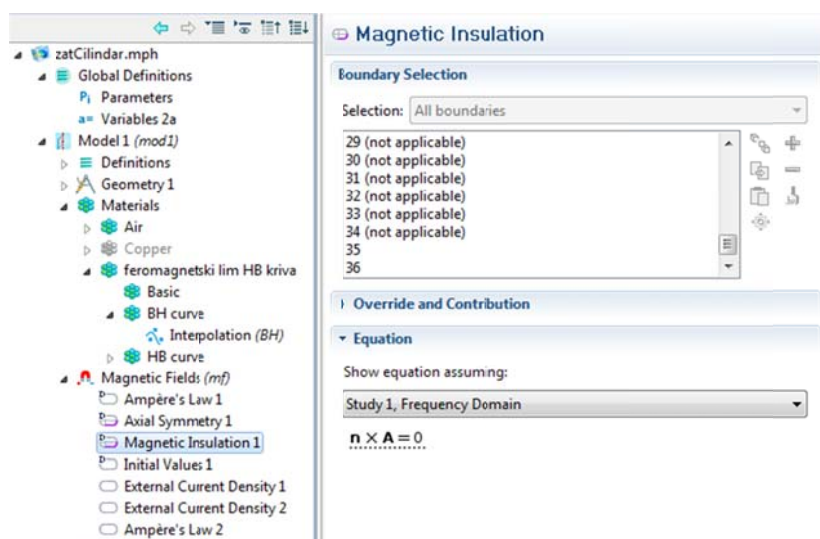 zatCilindar.mph
Global Definitions
Pi Parameters
a= Variables 2a
Model 1 (mod1)
Definitions
Geometry 1
Materials
Air
Copper
feromagnetski lim HB kriva
Basic
BH curve
Interpolation (BH)
HB curve
Magnetic Fields (mf)
Ampère's Law 1
Axial Symmetry 1
Magnetic Insulation 1
Initial Values 1
External Current Density 1
External Current Density 2
Ampère's Law 2
Magnetic Insulation
Boundary Selection
Selection: All boundaries
29 (not applicable)
30 (not applicable)
31 (not applicable)
32 (not applicable)
33 (not applicable)
34 (not applicable)
35
36
Override and Contribution
Equation
Show equation assuming:
Study 1, Frequency Domain
n × A = 0